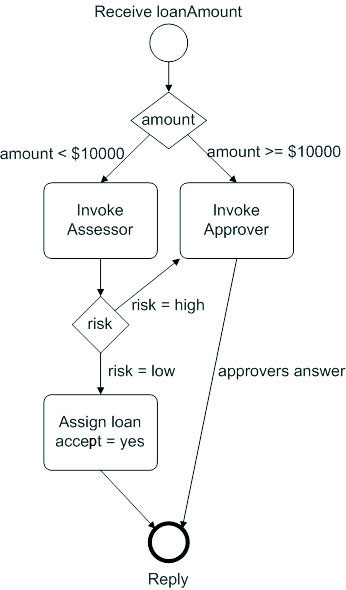 Receive loanAmount
amount
amount < $10000
amount >= $10000
Invoke
Assessor
Invoke
Approver
risk = high
risk
risk = low
approvers answer
Assign loan
accept = yes
Reply